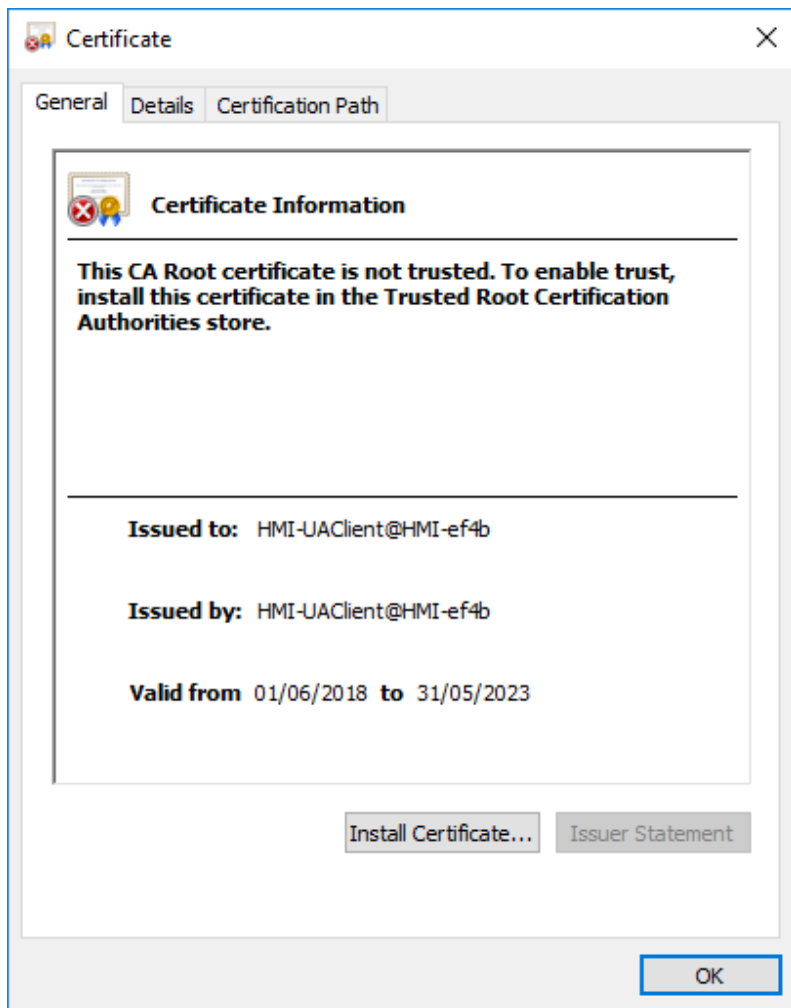 Certificate
General Details Certification Path
Certificate Information
This CA Root certificate is not trusted. To enable trust,
install this certificate in the Trusted Root Certification
Authorities store.
Issued to: HMI-UAClient@HMI-ef4b
Issued by: HMI-UAClient@HMI-ef4b
Valid from 01/06/2018 to 31/05/2023
Install Certificate... Issuer Statement
OK